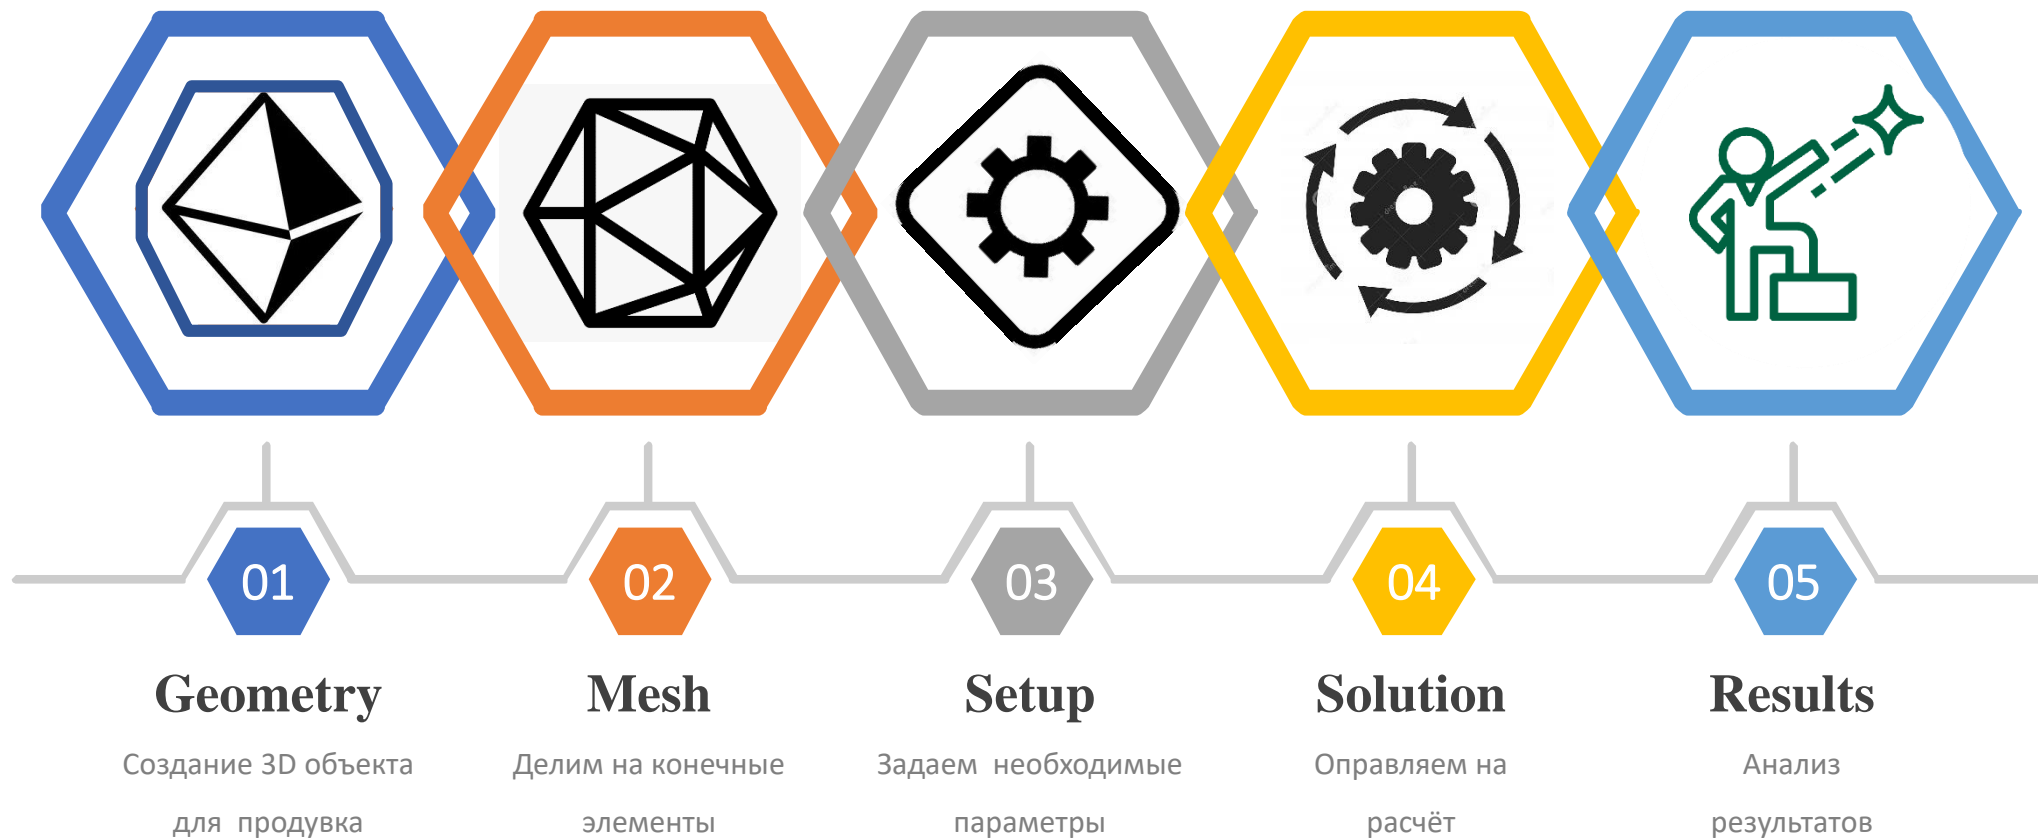 01
02
03
04
05
Geometry
Mesh
Setup
Solution
Results
Создание 3D объекта
для продувка
Делим на конечные
элементы
Задаем необходимые
параметры
Оправляем на
расчёт
Анализ
результатов